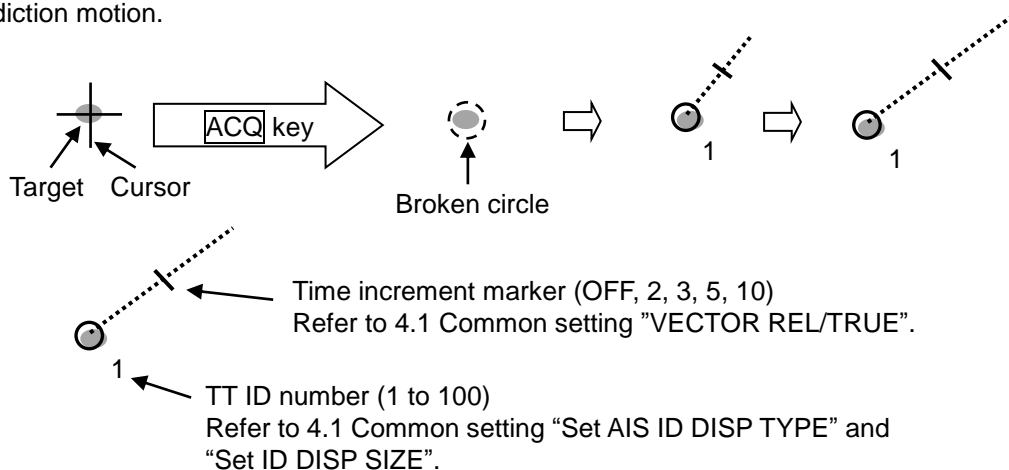 diction motion.
ACQ key
1
1
Target Cursor
Broken circle
Time increment marker (OFF, 2, 3, 5, 10)
Refer to 4.1 Common setting ”VECTOR REL/TRUE”.
1
TT ID number (1 to 100)
Refer to 4.1 Common setting “Set AIS ID DISP TYPE” and
“Set ID DISP SIZE”.